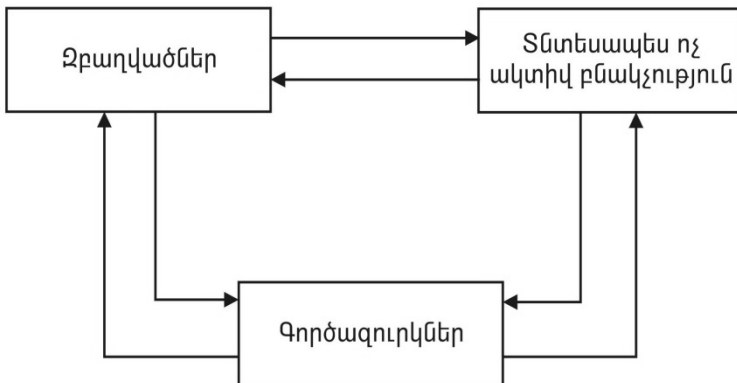 Զբաղվածներ
Տնտեսապես ոչ
ակտիվ բնակչություն
Գործազուրկներ